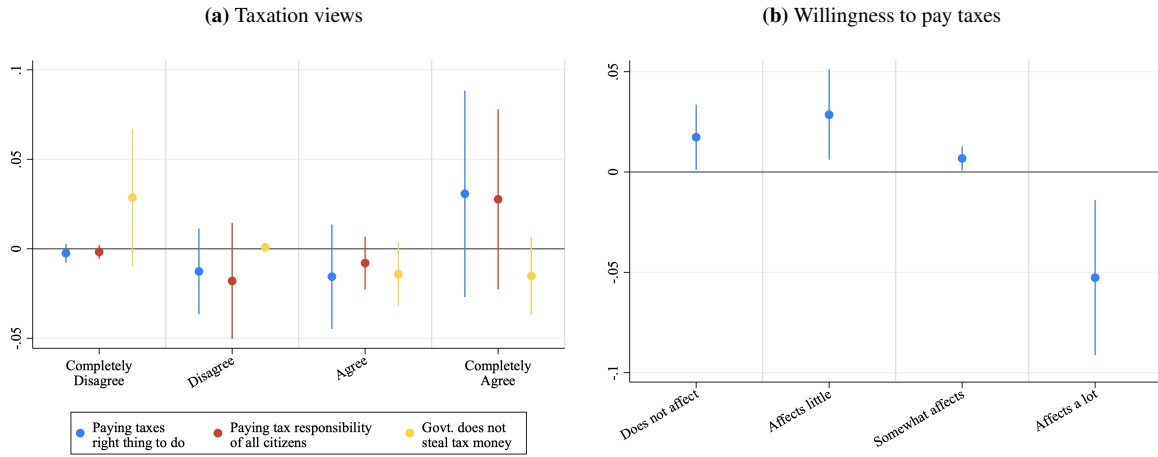 (a) Taxation views
.1
.05
0
-.05
Completely
Disagree
Disagree
Agree
Completely
Agree
Paying taxes
right thing to do
Paying tax responsibility
of all citizens
Govt. does not
steal tax money
(b) Willingness to pay taxes
.05
0
-.05
-.1
Does not affect
Affects little
Somewhat affects
Affects a lot